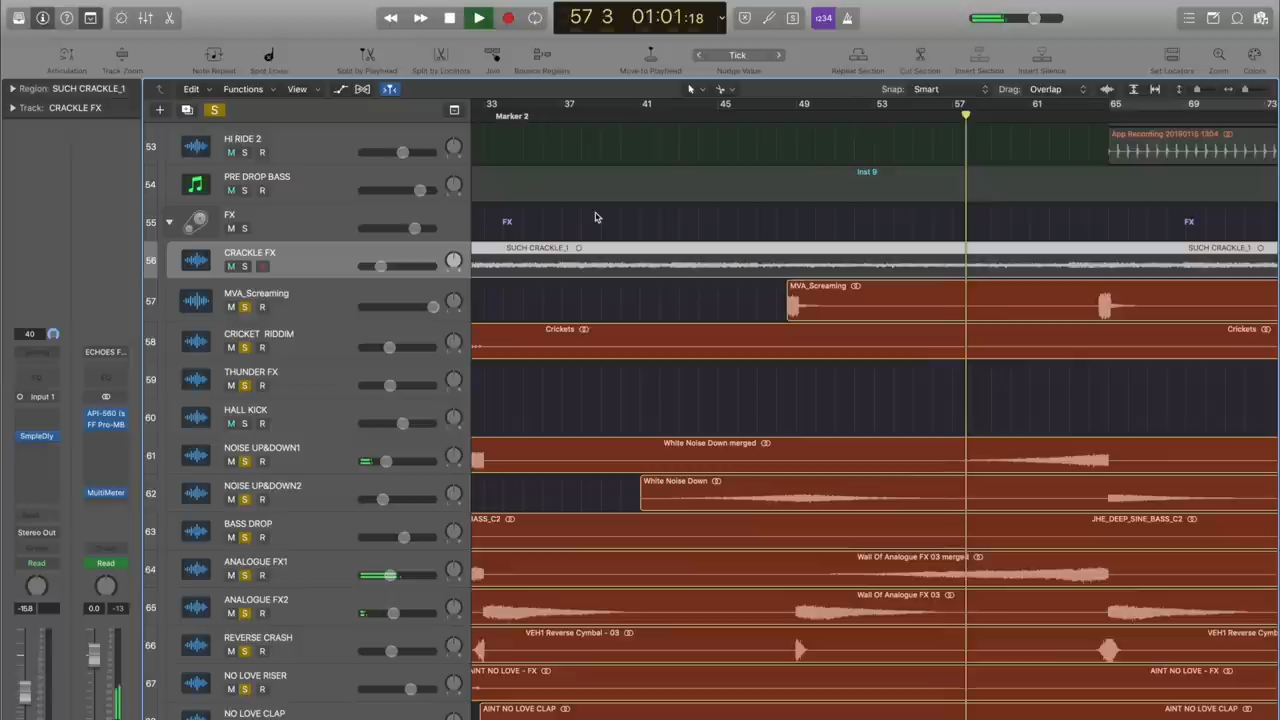 57 3 01:01:18
1234
Articulation Track Zoom Note Repeat Spot Erase Split by Playhead Split by Locators Join Bounce Regions Move to Playhead Nudge Value Repeat Section Cut Section Insert Section Insert Silence Set Locators Zoom Colors
Tick
Region: SUCH CRACKLE_1
Track: CRACKLE FX
Edit Functions View Snap: Smart Drag: Overlap
S
33 37 41 45 49 53 57 61 65 69 73
Marker 2
53 HI RIDE 2
M S R
App Recording 20190115 1304
54 PRE DROP BASS
M S R
Inst 9
55 FX
M S
FX FX
56 CRACKLE FX
M S
SUCH CRACKLE_1 SUCH CRACKLE_1
57 MVA_Screaming
M S R
MVA_Screaming
58 CRICKET RIDDIM
M S R
Crickets Crickets
59 THUNDER FX
M S R
60 HALL KICK
M S R
61 NOISE UP&DOWN1
M S R
White Noise Down merged
62 NOISE UP&DOWN2
M S R
White Noise Down
63 BASS DROP
M S R
JHE_DEEP_SINE_BASS_C2
64 ANALOGUE FX1
M S R
Wall Of Analogue FX 03 merged
65 ANALOGUE FX2
M S R
Wall Of Analogue FX 03
66 REVERSE CRASH
M S R
VEH1 Reverse Cymbal - 03 VEH1 Reverse Cymb
67 NO LOVE RISER
M S R
AINT NO LOVE - FX AINT NO LOVE - FX
NO LOVE CLAP
AINT NO LOVE CLAP AINT NO LOVE CLAP
40
ECHOES F...
EQ EQ
Input 1
API-560 (s
FF Pro-MB
SmpleDly
MultiMeter
Stereo Out
Read Read
-15.8 0.0 -13